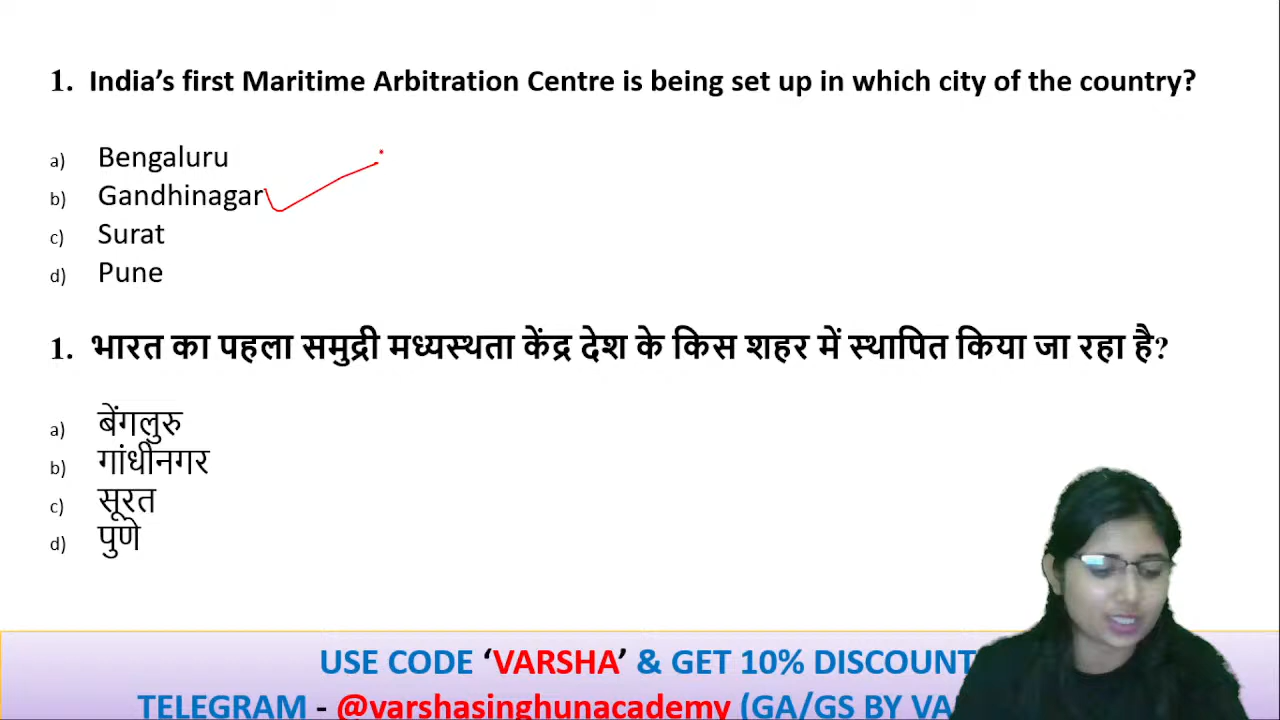 1. India’s first Maritime Arbitration Centre is being set up in which city of the country?
a) Bengaluru
b) Gandhinagar
c) Surat
d) Pune
1. भारत का पहला समुद्री मध्यस्थता केंद्र देश के किस शहर में स्थापित किया जा रहा है?
a) बेंगलुरु
b) गांधीनगर
c) सूरत
d) पुणे
USE CODE ‘VARSHA’ & GET 10% DISCOUNT
TELEGRAM - @varshasinghunacademy (GA/GS BY VA